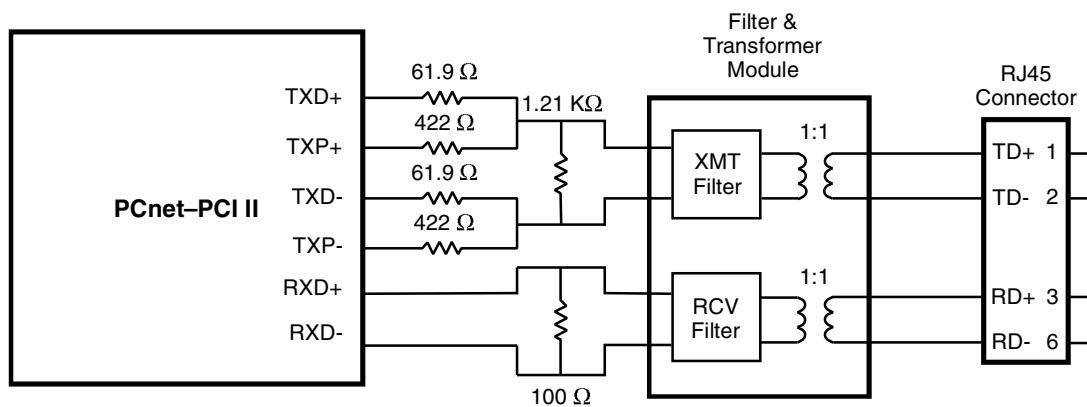 Filter &
Transformer
Module
RJ45
Connector
61.9 Ω
1.21 KΩ
TXD+
422 Ω
TXP+
61.9 Ω
TXD-
422 Ω
TXP-
PCnet–PCI II
RXD+
RXD-
100 Ω
XMT
Filter
1:1
RCV
Filter
1:1
TD+ 1
TD- 2
RD+ 3
RD- 6